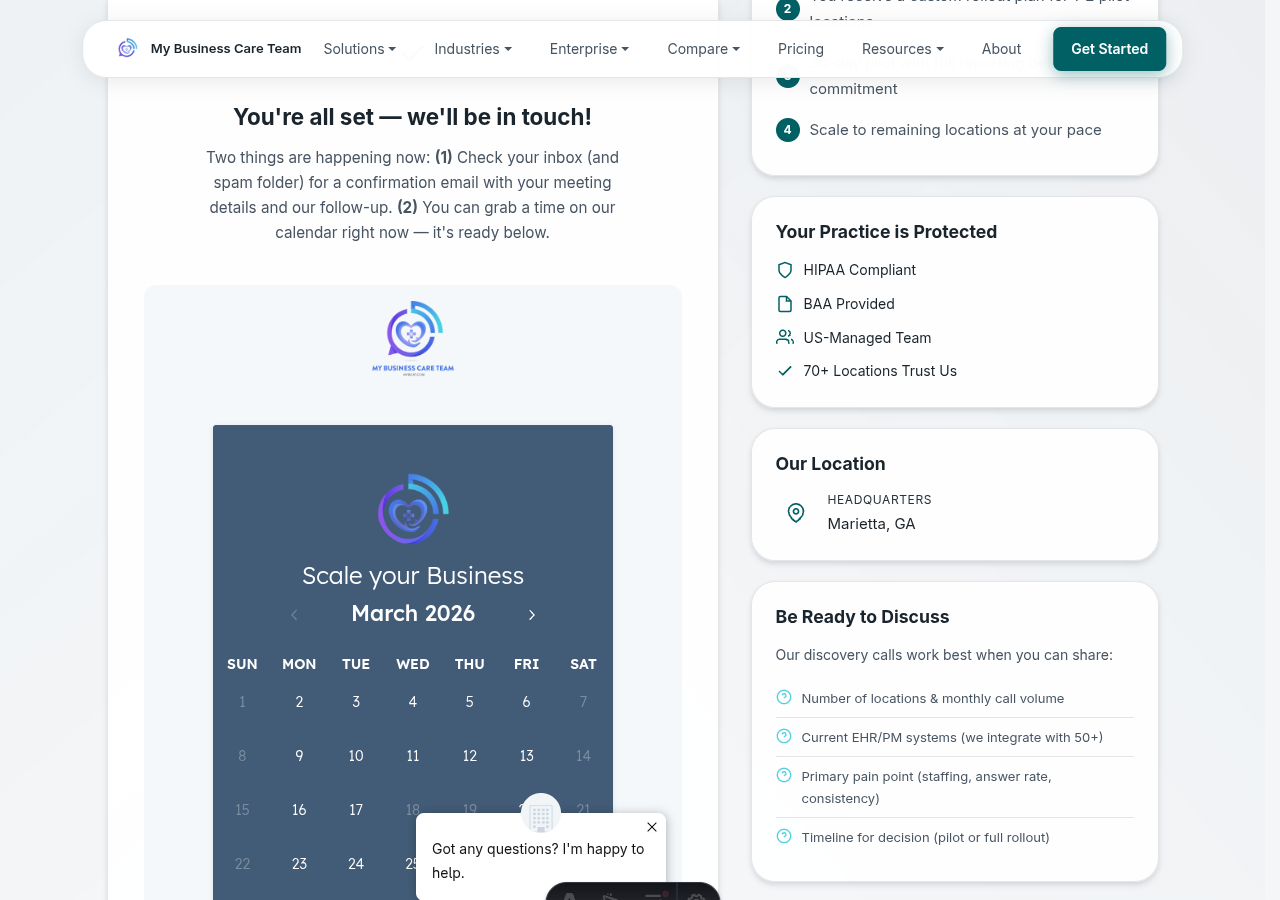 My Business Care Team
Solutions
Industries
Enterprise
Compare
Pricing
Resources
About
Get Started
You're all set — we'll be in touch!
Two things are happening now: (1) Check your inbox (and
spam folder) for a confirmation email with your meeting
details and our follow-up. (2) You can grab a time on our
calendar right now — it's ready below.
MY BUSINESS CARE TEAM
Scale your Business
March 2026
SUN MON TUE WED THU FRI SAT
1 2 3 4 5 6 7
8 9 10 11 12 13 14
15 16 17 18 19 21
22 23 24 25
Got any questions? I'm happy to
help.
2
locations
commitment
4 Scale to remaining locations at your pace
Your Practice is Protected
HIPAA Compliant
BAA Provided
US-Managed Team
70+ Locations Trust Us
Our Location
HEADQUARTERS
Marietta, GA
Be Ready to Discuss
Our discovery calls work best when you can share:
Number of locations & monthly call volume
Current EHR/PM systems (we integrate with 50+)
Primary pain point (staffing, answer rate,
consistency)
Timeline for decision (pilot or full rollout)